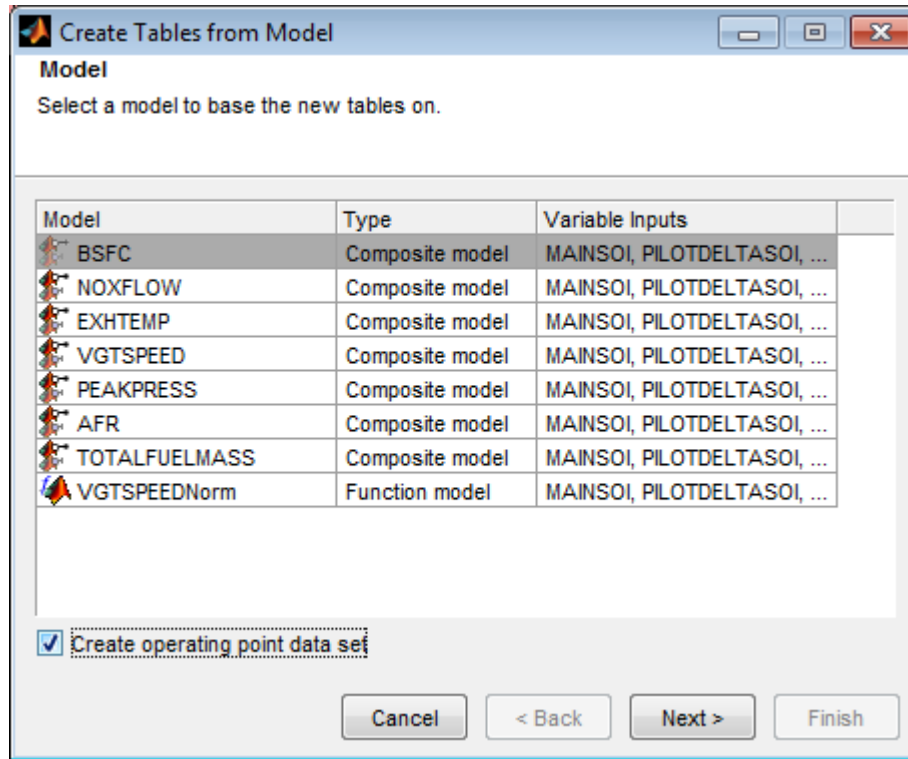 Create Tables from Model
Model
Select a model to base the new tables on.
Model Type Variable Inputs
BSFC Composite model MAINSOI, PILOTDELTASOI, ...
NOXFLOW Composite model MAINSOI, PILOTDELTASOI, ...
EXHTEMP Composite model MAINSOI, PILOTDELTASOI, ...
VGTSPEED Composite model MAINSOI, PILOTDELTASOI, ...
PEAKPRESS Composite model MAINSOI, PILOTDELTASOI, ...
AFR Composite model MAINSOI, PILOTDELTASOI, ...
TOTALFUELMASS Composite model MAINSOI, PILOTDELTASOI, ...
VGTSPEEDNorm Function model MAINSOI, PILOTDELTASOI, ...
Create operating point data set
Cancel < Back Next > Finish